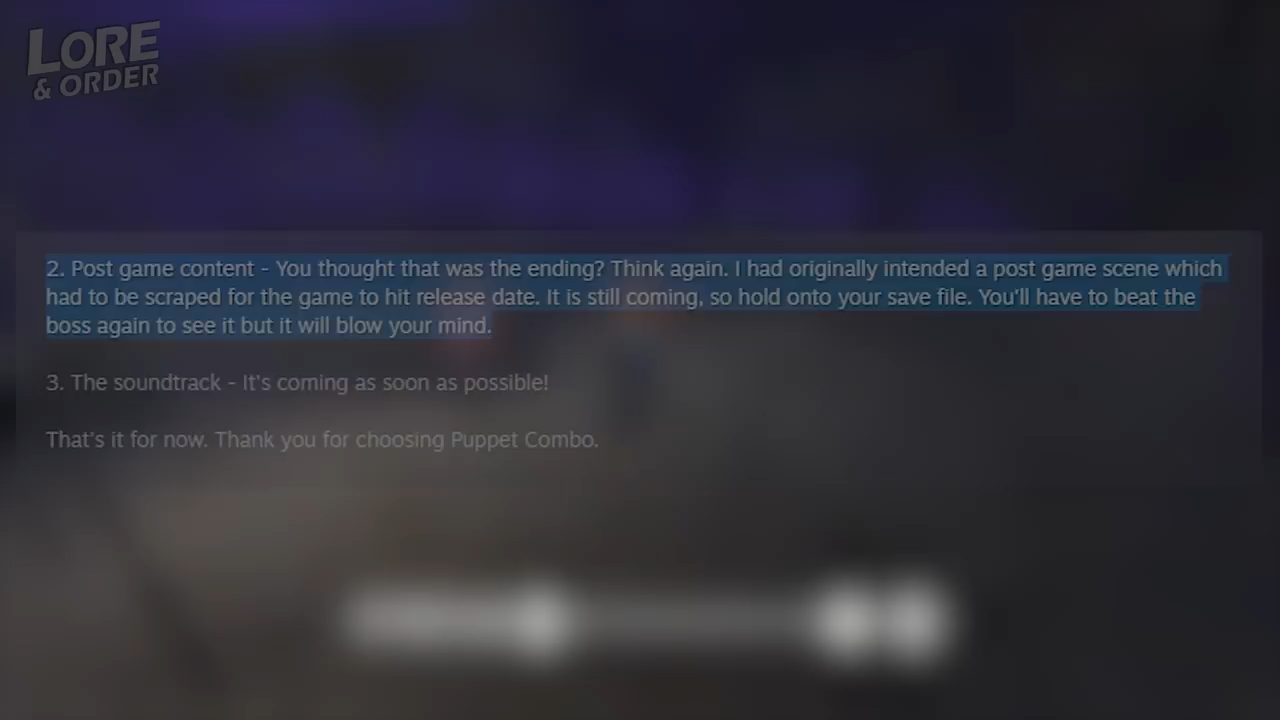 LORE
& ORDER
2. Post game content - You thought that was the ending? Think again. I had originally intended a post game scene which
had to be scraped for the game to hit release date. It is still coming, so hold onto your save file. You'll have to beat the
boss again to see it but it will blow your mind.
3. The soundtrack - It's coming as soon as possible!
That's it for now. Thank you for choosing Puppet Combo.